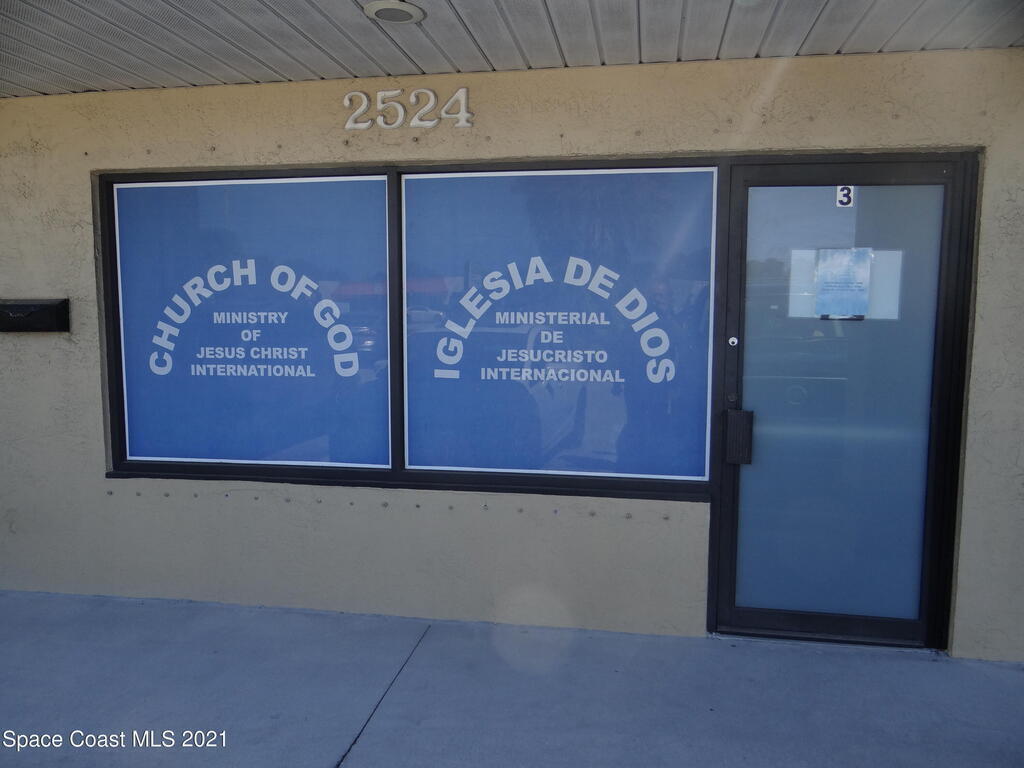 2524
3
CHURCH OF GOD
MINISTRY
OF
JESUS CHRIST
INTERNATIONAL
IGLESIA DE DIOS
MINISTERIAL
DE
JESUCRISTO
INTERNACIONAL
Space Coast MLS 2021